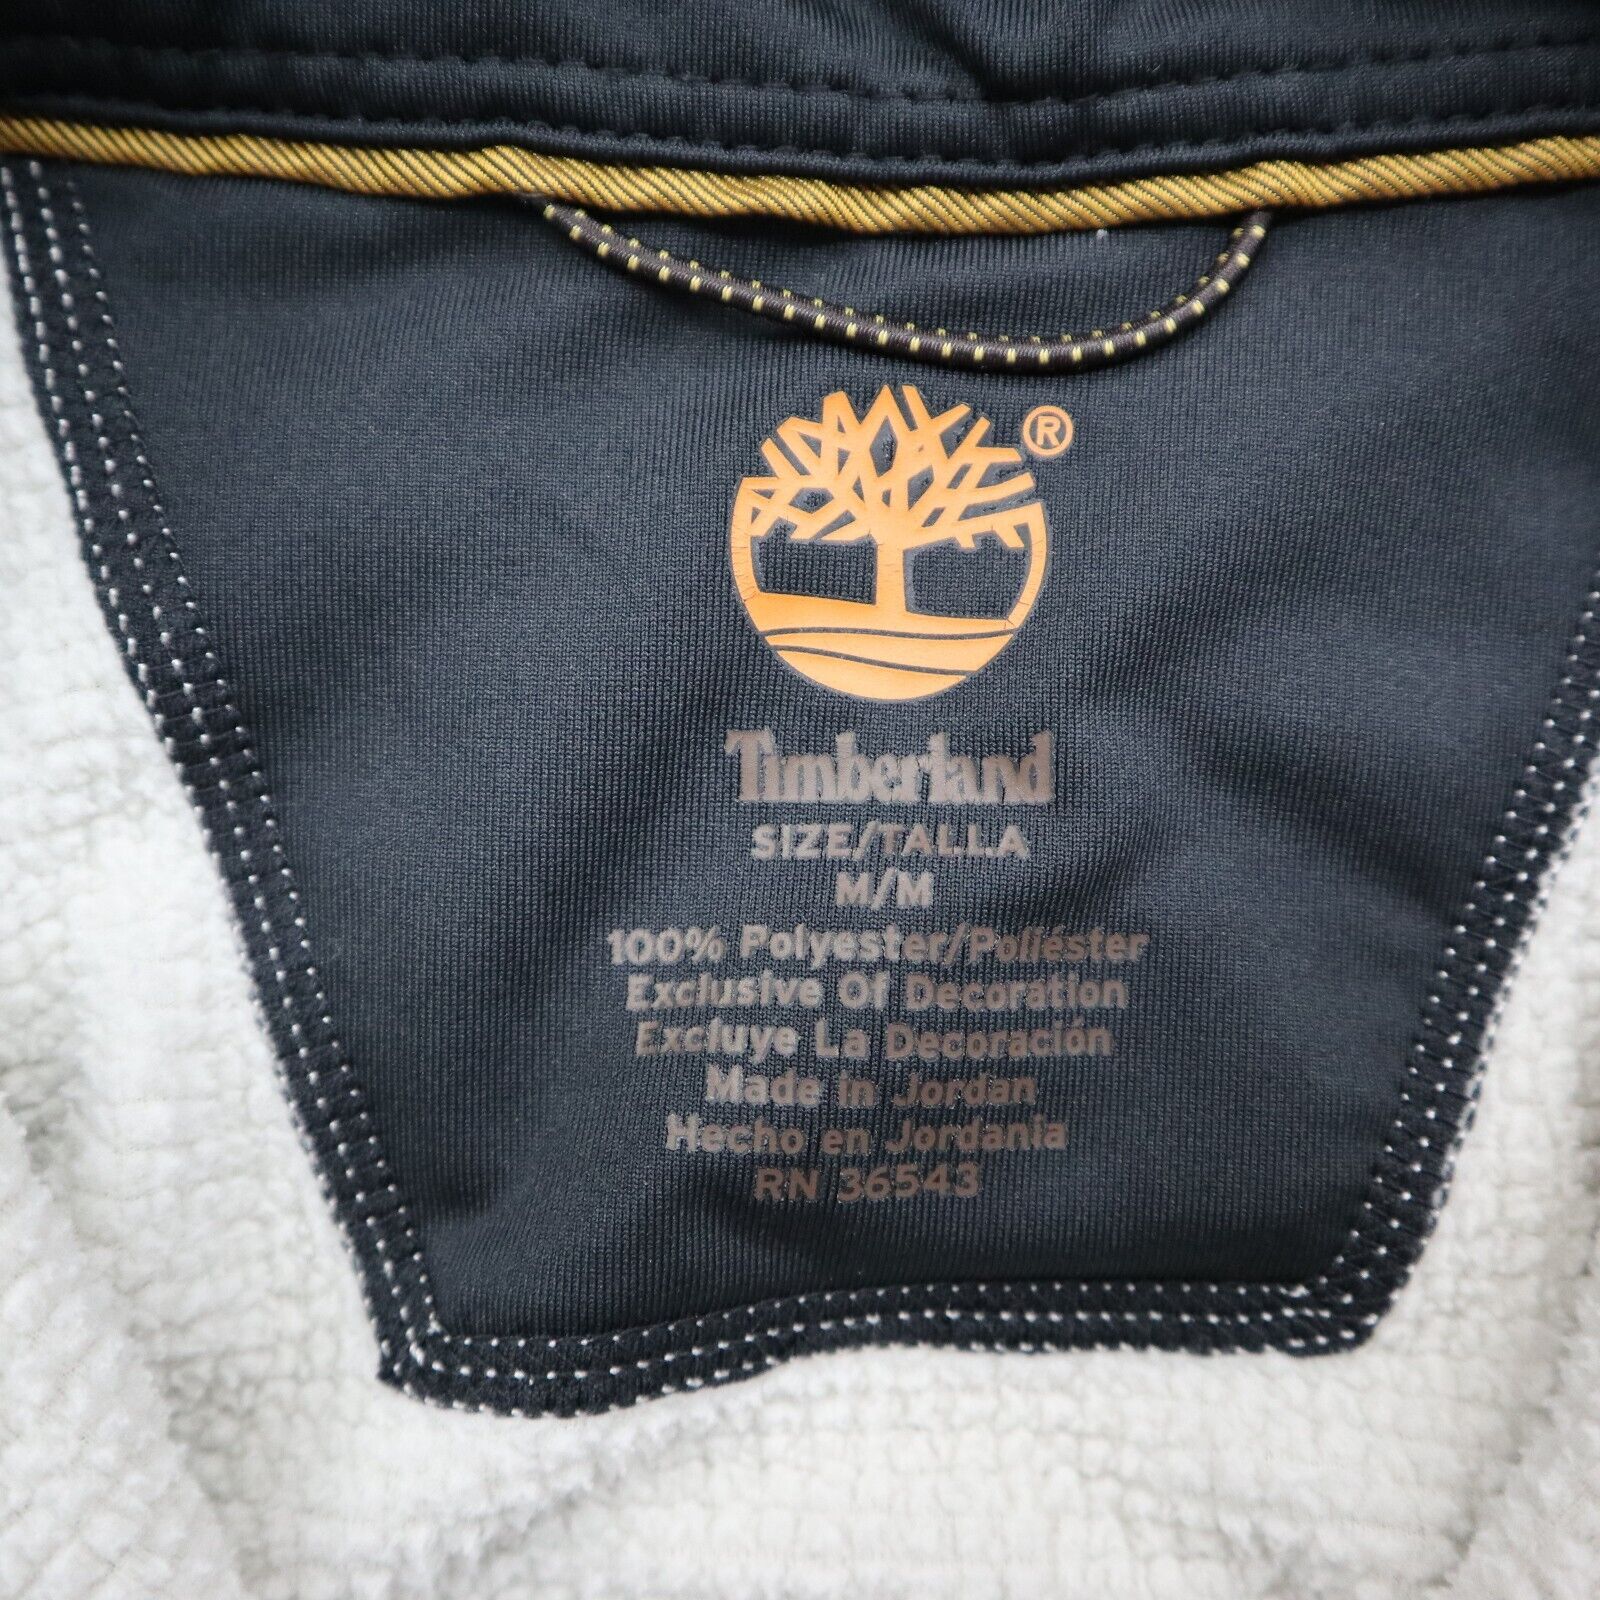 ®
Timberland
SIZE/TALLA
M/M
100% Polyester/Poliéster
Exclusive Of Decoration
Excluye La Decoración
Made in Jordan
Hecho en Jordania
RN 36543